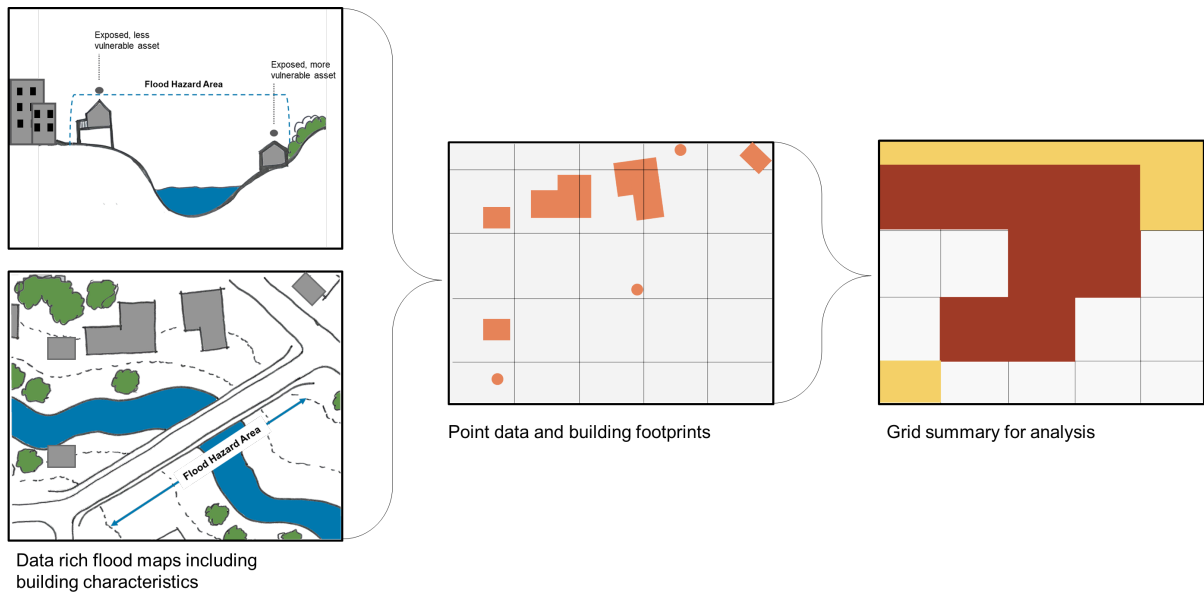 Exposed, less
vulnerable asset
Exposed, more
vulnerable asset
Flood Hazard Area
Flood Hazard Area
Point data and building footprints
Grid summary for analysis
Data rich flood maps including
building characteristics